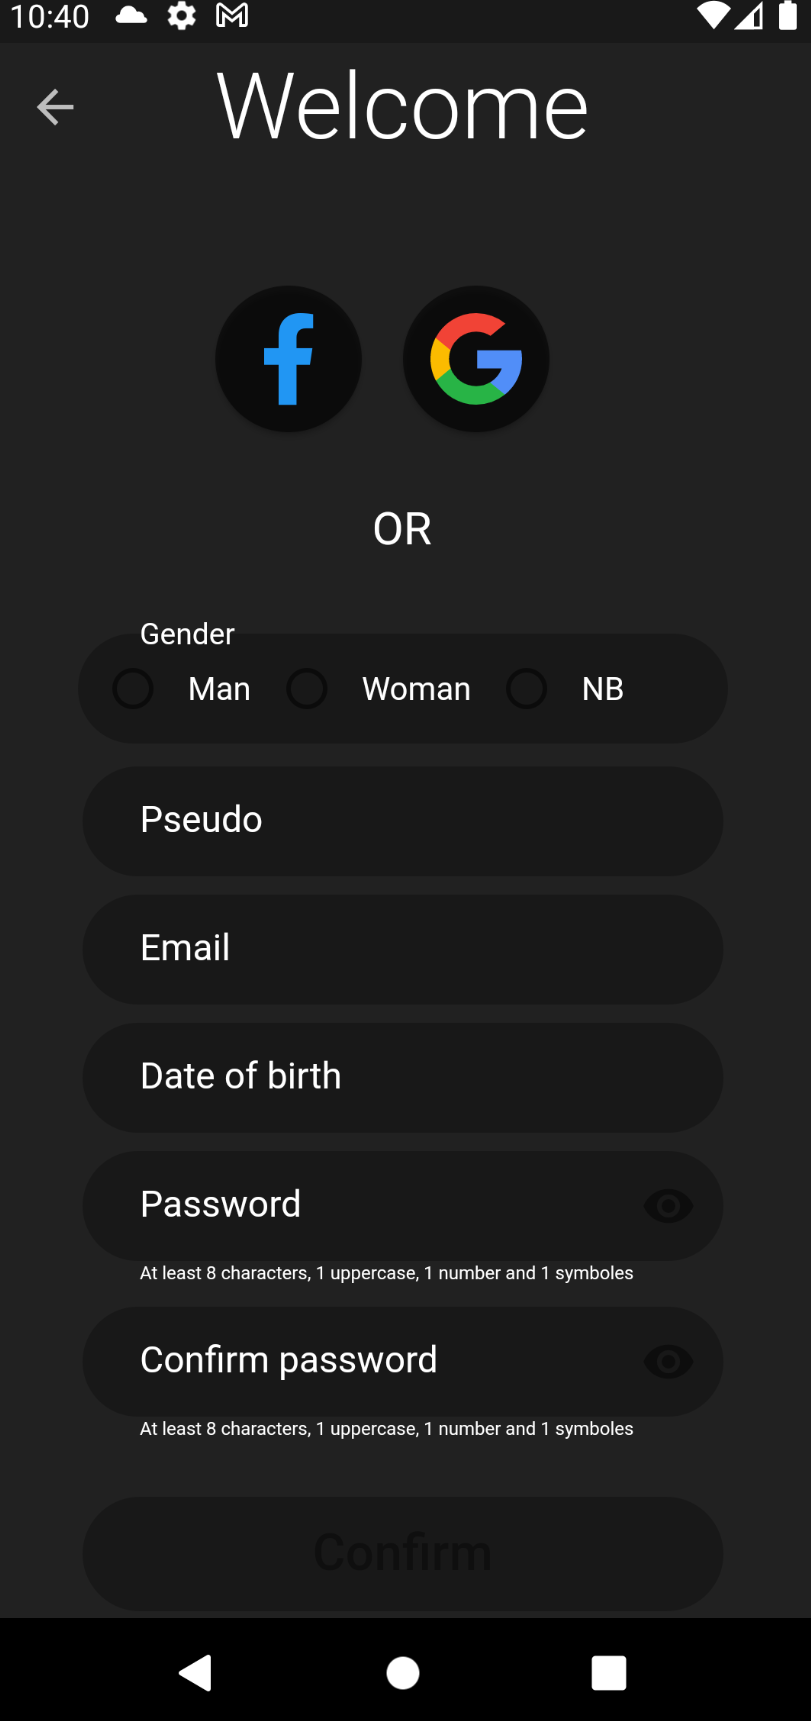 10:40
Welcome
OR
Gender
Man Woman NB
Pseudo
Email
Date of birth
Password
At least 8 characters, 1 uppercase, 1 number and 1 symboles
Confirm password
At least 8 characters, 1 uppercase, 1 number and 1 symboles
Confirm